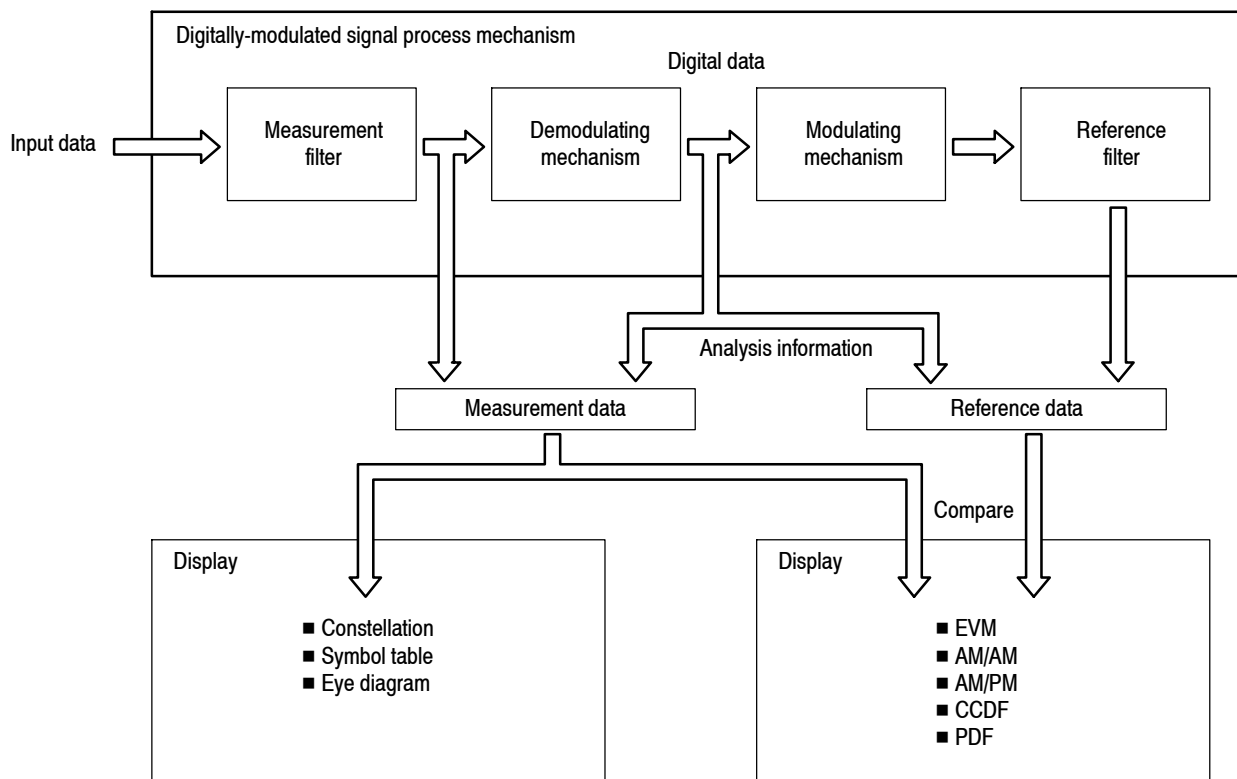 Digitally-modulated signal process mechanism
Digital data
Input data
Measurement
filter
Demodulating
mechanism
Modulating
mechanism
Reference
filter
Analysis information
Measurement data
Reference data
Compare
Display
■ Constellation
■ Symbol table
■ Eye diagram
Display
■ EVM
■ AM/AM
■ AM/PM
■ CCDF
■ PDF